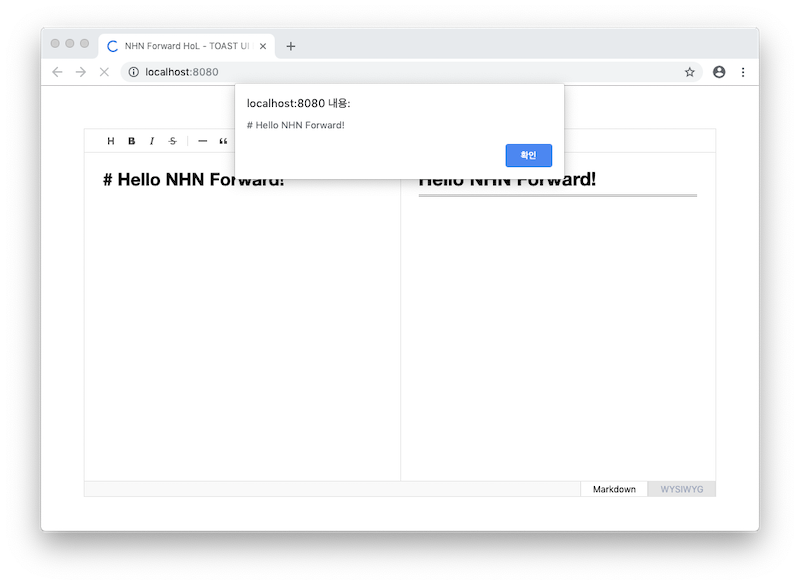 NHN Forward HoL - TOAST UI
localhost:8080
localhost:8080 내용:
# Hello NHN Forward!
확인
H B I S — “
# Hello NHN Forward!
Hello NHN Forward!
Markdown
WYSIWYG